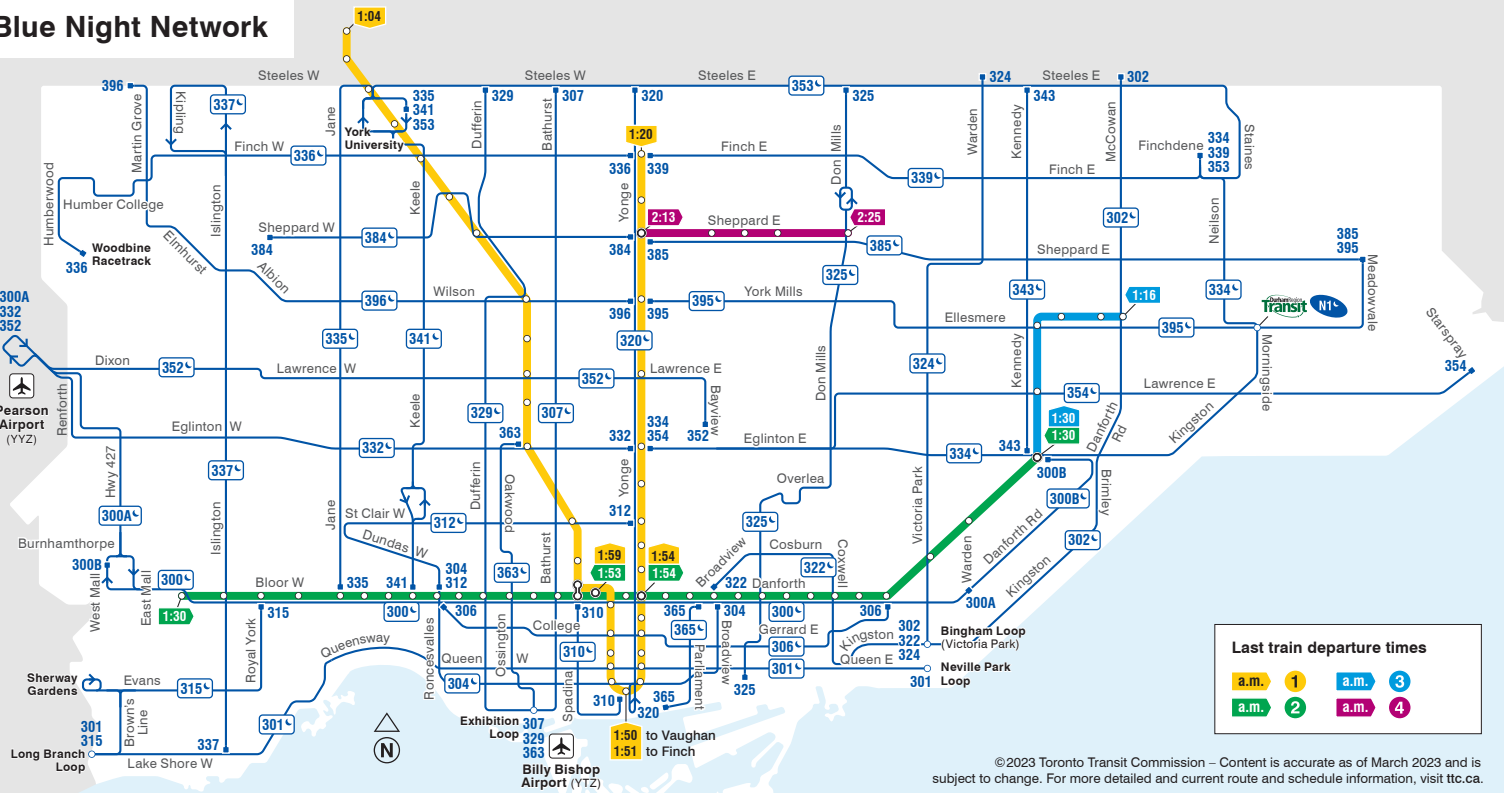 Blue Night Network
1:04
Steeles W
Steeles W
Steeles E
353
Steeles E
396
324
302
Martin Grove
Kipling
337
Jane
335
341
353
York
University
Dufferin
329
Bathurst
307
320
325
Don Mills
Warden
Kennedy
343
McCowan
Staines
1:20
Finch W
336
336
339
Finch E
339
Finch E
Finchdene
334
339
353
Humberwood
Humber College
Islington
Keele
Yonge
Neilson
302
2:13
Sheppard E
2:25
Sheppard W
384
384
384
385
385
Sheppard E
385
395
Meadowvale
Woodbine
Racetrack
336
Elmhurst
Albion
396
Wilson
396
395
395
York Mills
325
343
334
Durham Region
Transit
N1
1:16
Ellesmere
395
300A
332
352
335
341
320
Starspray
354
Dixon
352
Lawrence W
352
Lawrence E
Bayview
352
Don Mills
324
Kennedy
354
Lawrence E
Morningside
Kingston
Pearson
Airport
(YYZ)
Renforth
Keele
329
307
1:30
1:30
Danforth
Rd
Eglinton W
332
363
332
334
354
Eglinton E
334
343
300B
Hwy 427
337
Dufferin
Oakwood
Yonge
Overlea
Victoria Park
300B
Brimley
300A
Islington
Jane
St Clair W
312
312
325
Danforth Rd
302
Burnhamthorpe
300B
Dundas W
Bathurst
363
1:59
1:53
1:54
1:54
Broadview
Cosburn
322
Coxwell
Warden
Kingston
West Mall
East Mall
300
1:30
Bloor W
335
341
304
312
322
Danforth
300A
315
300
306
310
365
304
300
306
Royal York
Roncesvalles
Ossington
College
310
Spadina
365
Parliament
Broadview
Gerrard E
306
Kingston
302
322
324
Bingham Loop
(Victoria Park)
Queensway
Queen W
304
301
Queen E
Neville Park
Loop
301
Sherway
Gardens
Evans
315
Brown's
Line
301
325
310
365
320
301
315
Long Branch
Loop
337
Lake Shore W
N
Exhibition
Loop
307
329
363
Billy Bishop
Airport (YTZ)
1:50 to Vaughan
1:51 to Finch
Last train departure times
a.m. 1
a.m. 3
a.m. 2
a.m. 4
©2023 Toronto Transit Commission – Content is accurate as of March 2023 and is
subject to change. For more detailed and current route and schedule information, visit ttc.ca.